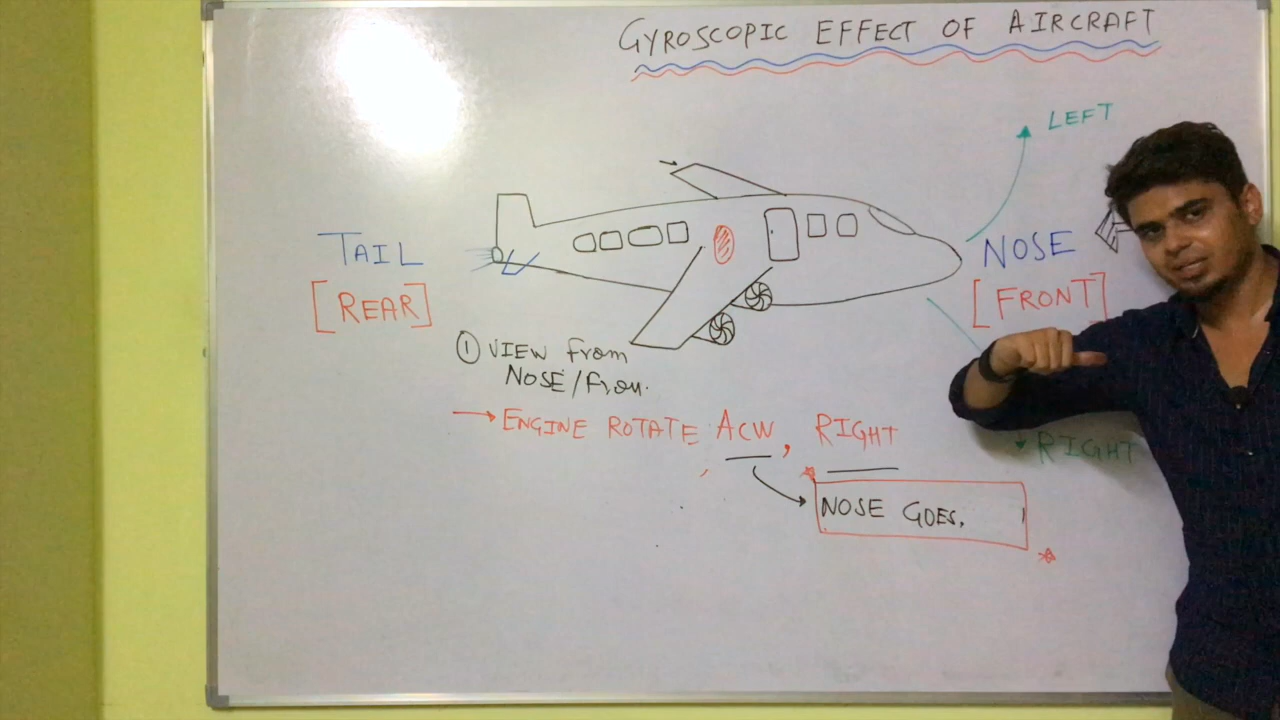 GYROSCOPIC EFFECT OF AIRCRAFT
LEFT
TAIL
[REAR]
NOSE
[FRONT]
① VIEW from
NOSE/Fron.
→ ENGINE ROTATE ACW, RIGHT
RIGHT
NOSE GOES,